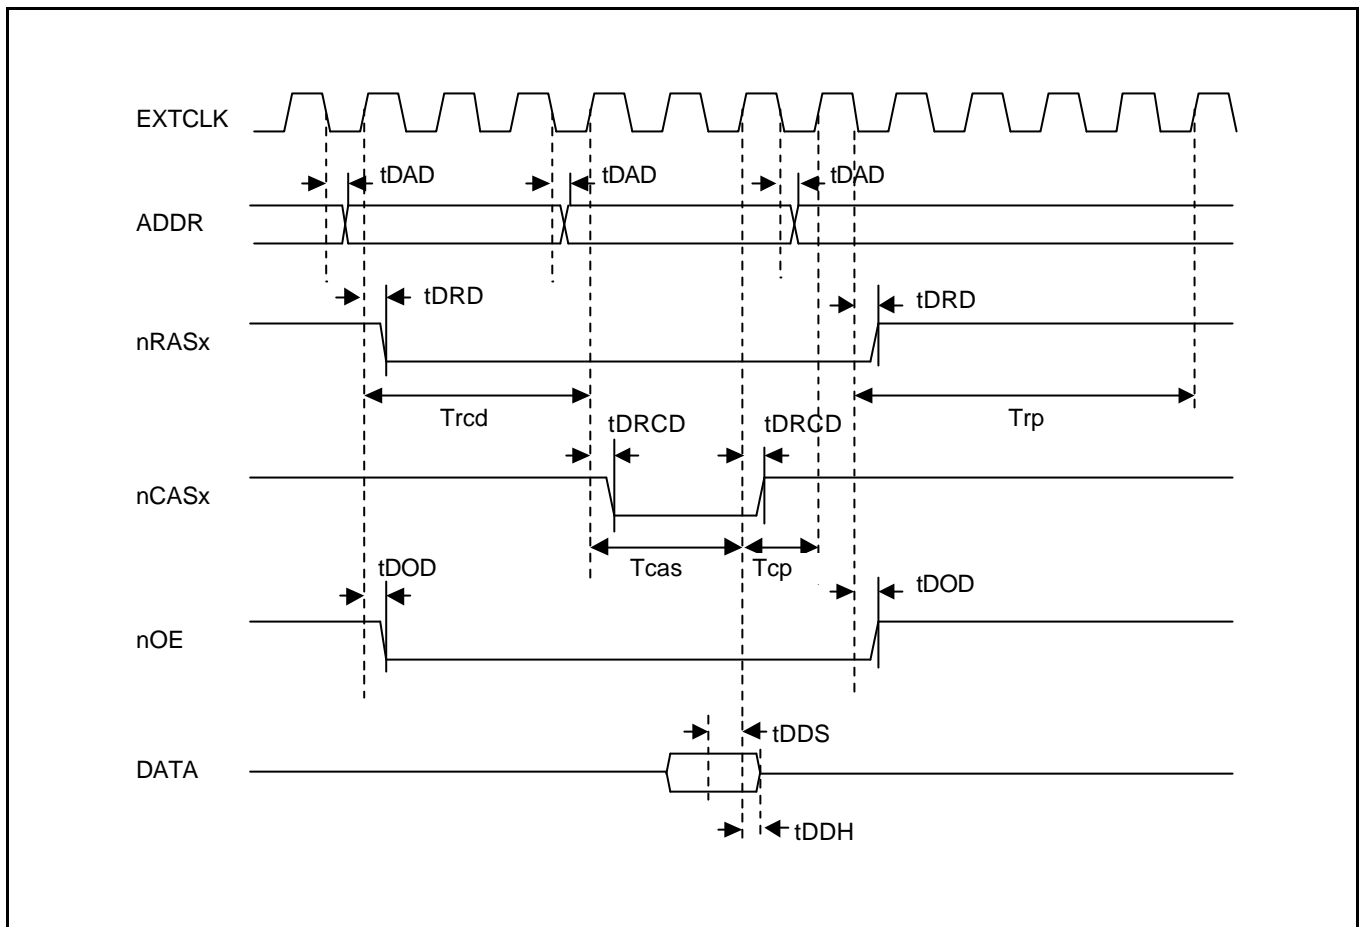 EXTCLK
tDAD
tDAD
tDAD
ADDR
tDRD
tDRD
nRASx
Trcd
Trp
tDRCD
tDRCD
nCASx
Tcas
Tcp
tDOD
tDOD
nOE
tDDS
DATA
tDDH